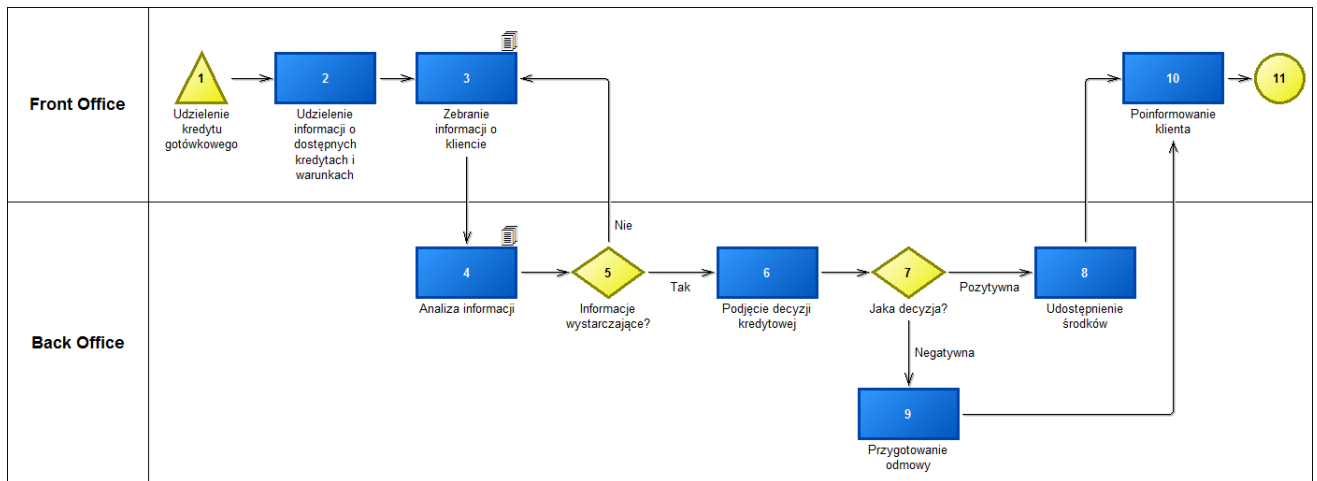 Front Office
1
Udzielenie
kredytu
gotówkowego
2
Udzielenie
informacji o
dostępnych
kredytach i
warunkach
3
Zebranie
informacji o
kliencie
10
Poinformowanie
klienta
11
Back Office
4
Analiza informacji
5
Informacje
wystarczające?
Nie
Tak
6
Podjęcie decyzji
kredytowej
7
Jaka decyzja?
Pozytywna
Negatywna
8
Udostępnienie
środków
9
Przygotowanie
odmowy